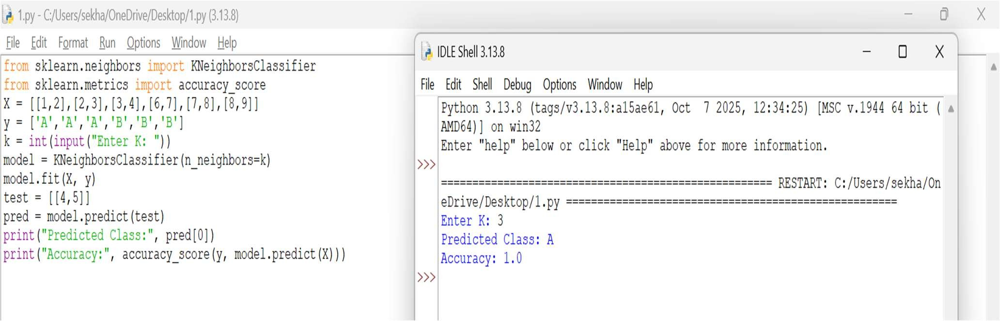 1.py - C:/Users/sekha/OneDrive/Desktop/1.py (3.13.8)
File Edit Format Run Options Window Help
from sklearn.neighbors import KNeighborsClassifier
from sklearn.metrics import accuracy_score
X = [[1,2],[2,3],[3,4],[6,7],[7,8],[8,9]]
y = ['A','A','A','B','B','B']
k = int(input("Enter K: "))
model = KNeighborsClassifier(n_neighbors=k)
model.fit(X, y)
test = [[4,5]]
pred = model.predict(test)
print("Predicted Class:", pred[0])
print("Accuracy:", accuracy_score(y, model.predict(X)))
IDLE Shell 3.13.8
File Edit Shell Debug Options Window Help
Python 3.13.8 (tags/v3.13.8:a15ae61, Oct  7 2025, 12:34:25) [MSC v.1944 64 bit (
AMD64)] on win32
Enter "help" below or click "Help" above for more information.
>>>
===================================================== RESTART: C:/Users/sekha/On
eDrive/Desktop/1.py =====================================================
Enter K: 3
Predicted Class: A
Accuracy: 1.0
>>>